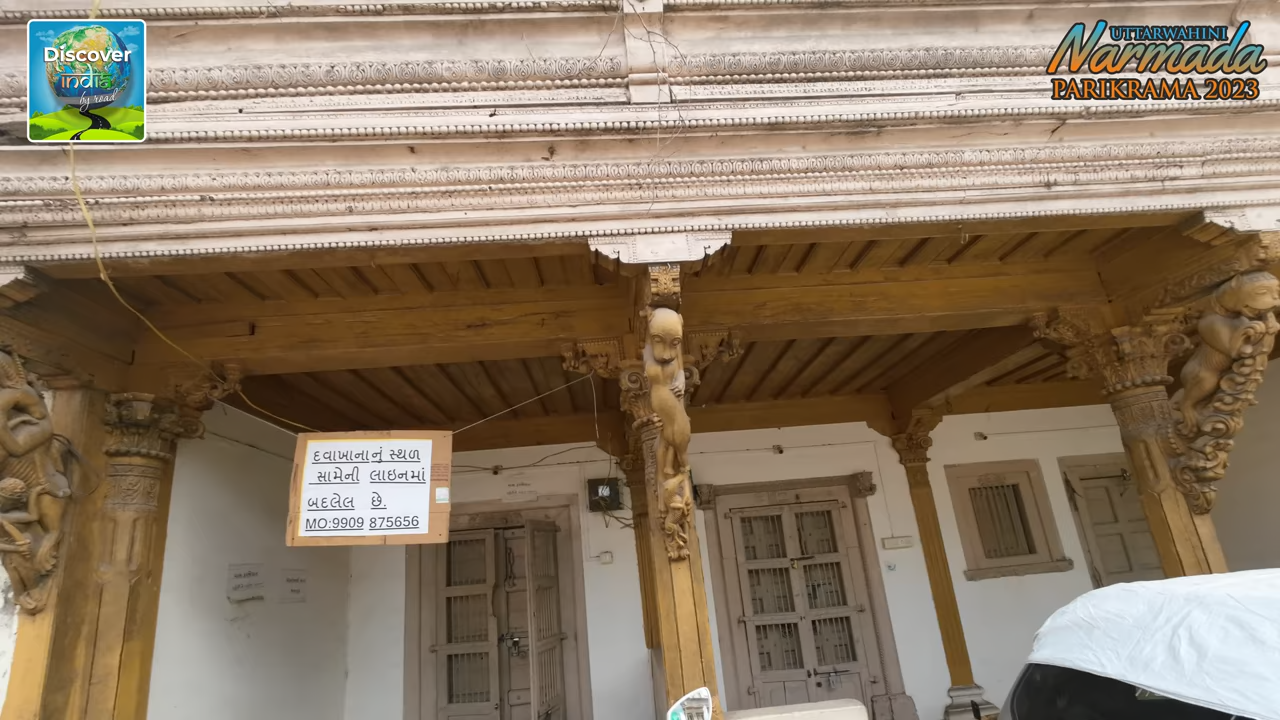 Discover
india
by road
UTTARWAHINI
Narmada
PARIKRAMA 2023
દવાખાનાનું સ્થળ
સામેની લાઇનમાં
બદલેલ છે.
MO:9909 875656